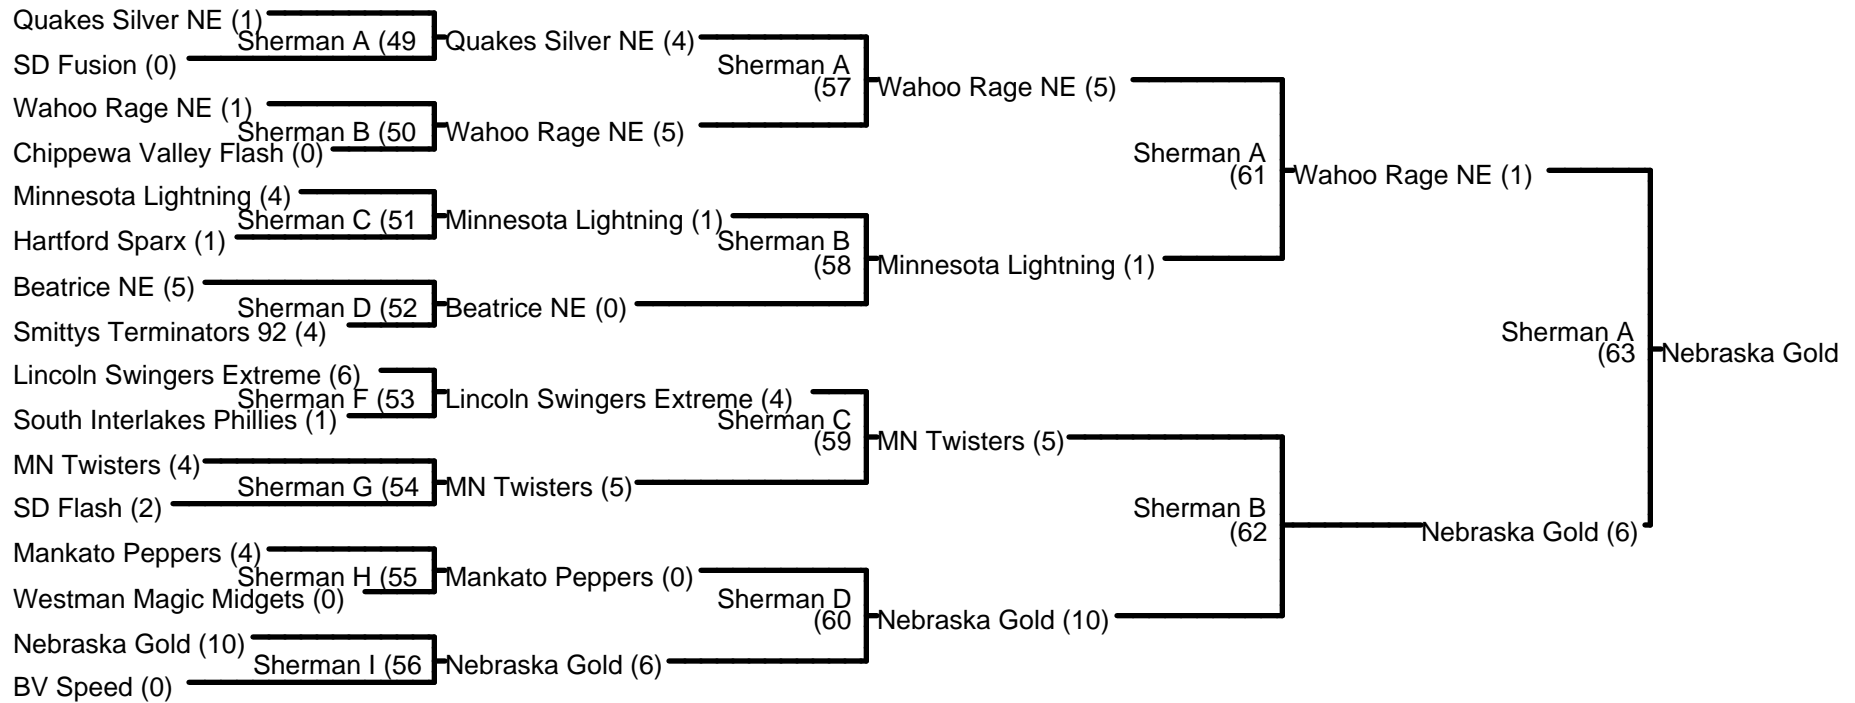 Quakes Silver NE (1)
Sherman A (49
SD Fusion (0)
Quakes Silver NE (4)
Sherman A
(57
Wahoo Rage NE (1)
Sherman B (50
Chippewa Valley Flash (0)
Wahoo Rage NE (5)
Wahoo Rage NE (5)
Sherman A
(61
Minnesota Lightning (4)
Sherman C (51
Hartford Sparx (1)
Minnesota Lightning (1)
Sherman B
(58
Beatrice NE (5)
Sherman D (52
Smittys Terminators 92 (4)
Beatrice NE (0)
Minnesota Lightning (1)
Wahoo Rage NE (1)
Sherman A
(63
Nebraska Gold
Lincoln Swingers Extreme (6)
Sherman F (53
South Interlakes Phillies (1)
Lincoln Swingers Extreme (4)
Sherman C
(59
MN Twisters (4)
Sherman G (54
SD Flash (2)
MN Twisters (5)
MN Twisters (5)
Sherman B
(62
Mankato Peppers (4)
Sherman H (55
Westman Magic Midgets (0)
Mankato Peppers (0)
Sherman D
(60
Nebraska Gold (10)
Sherman I (56
BV Speed (0)
Nebraska Gold (6)
Nebraska Gold (10)
Nebraska Gold (6)